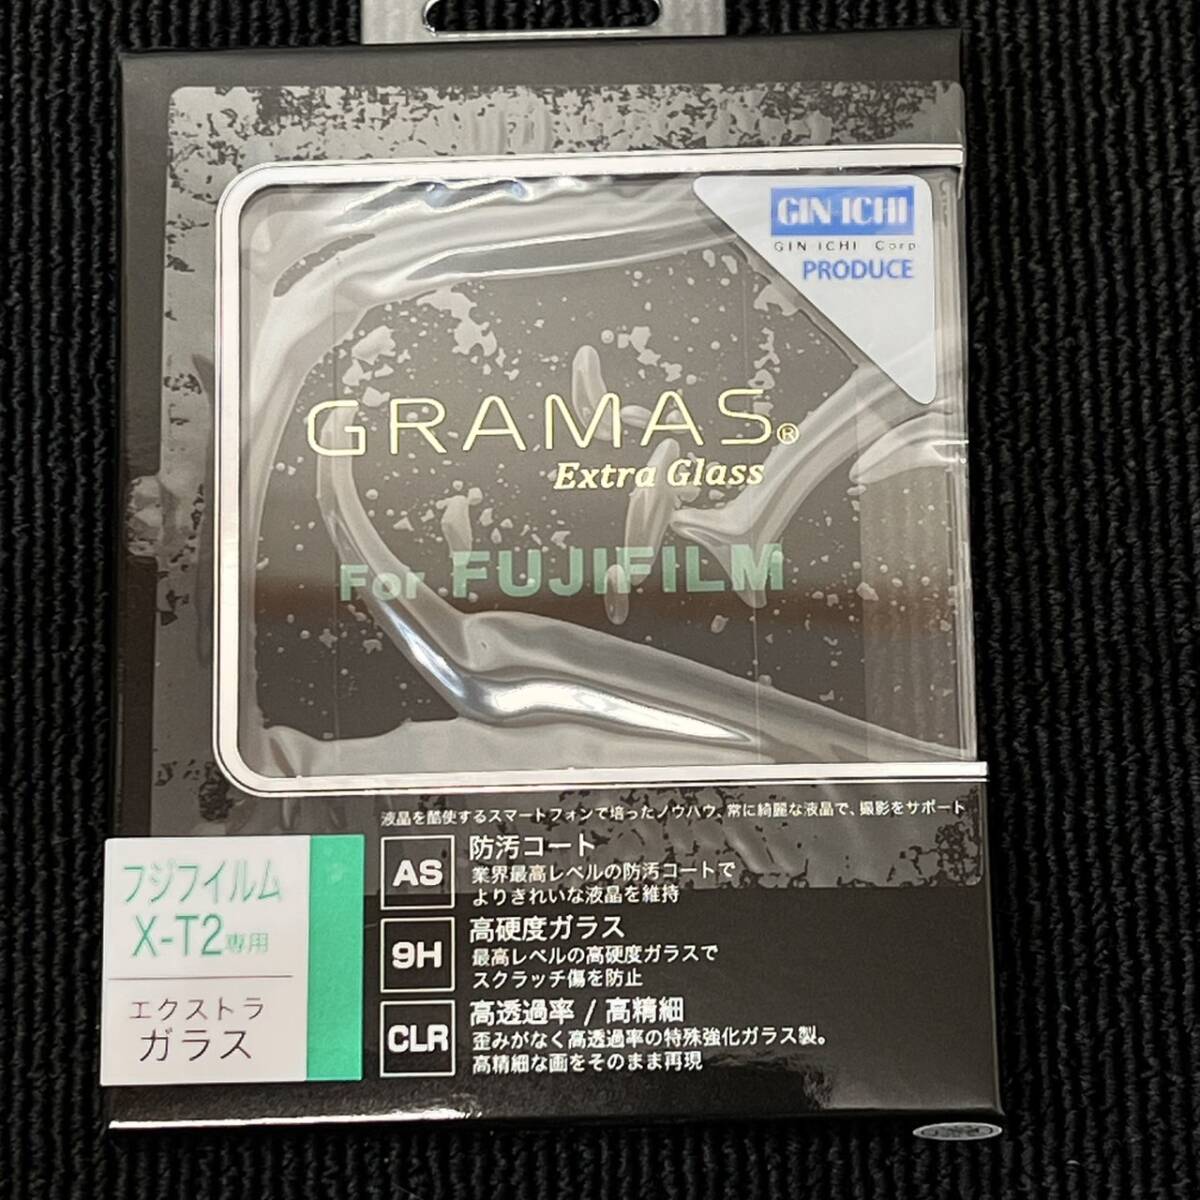 GIN-ICHI
GIN-ICHI Corp
PRODUCE
GRAMAS®
Extra Glass
For FUJIFILM
液晶を酷使するスマートフォンで培ったノウハウ、常に綺麗な液晶で、撮影をサポート
フジフイルム
X-T2専用
エクストラ
ガラス
AS
防汚コート
業界最高レベルの防汚コートで
よりきれいな液晶を維持
9H
高硬度ガラス
最高レベルの高硬度ガラスで
スクラッチ傷を防止
CLR
高透過率 / 高精細
歪みがなく高透過率の特殊強化ガラス製。
高精細な画をそのまま再現